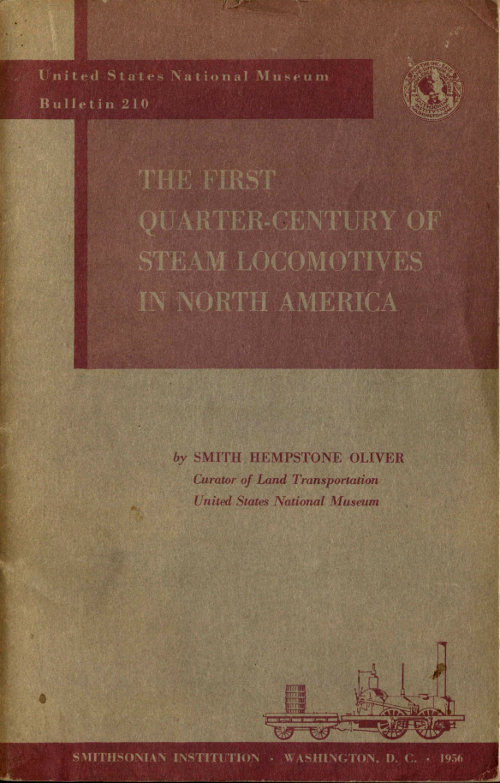 United States National Museum
Bulletin 210
THE FIRST
QUARTER-CENTURY OF
STEAM LOCOMOTIVES
IN NORTH AMERICA
by SMITH HEMPSTONE OLIVER
Curator of Land Transportation
United States National Museum
SMITHSONIAN INSTITUTION · WASHINGTON, D. C. · 1956